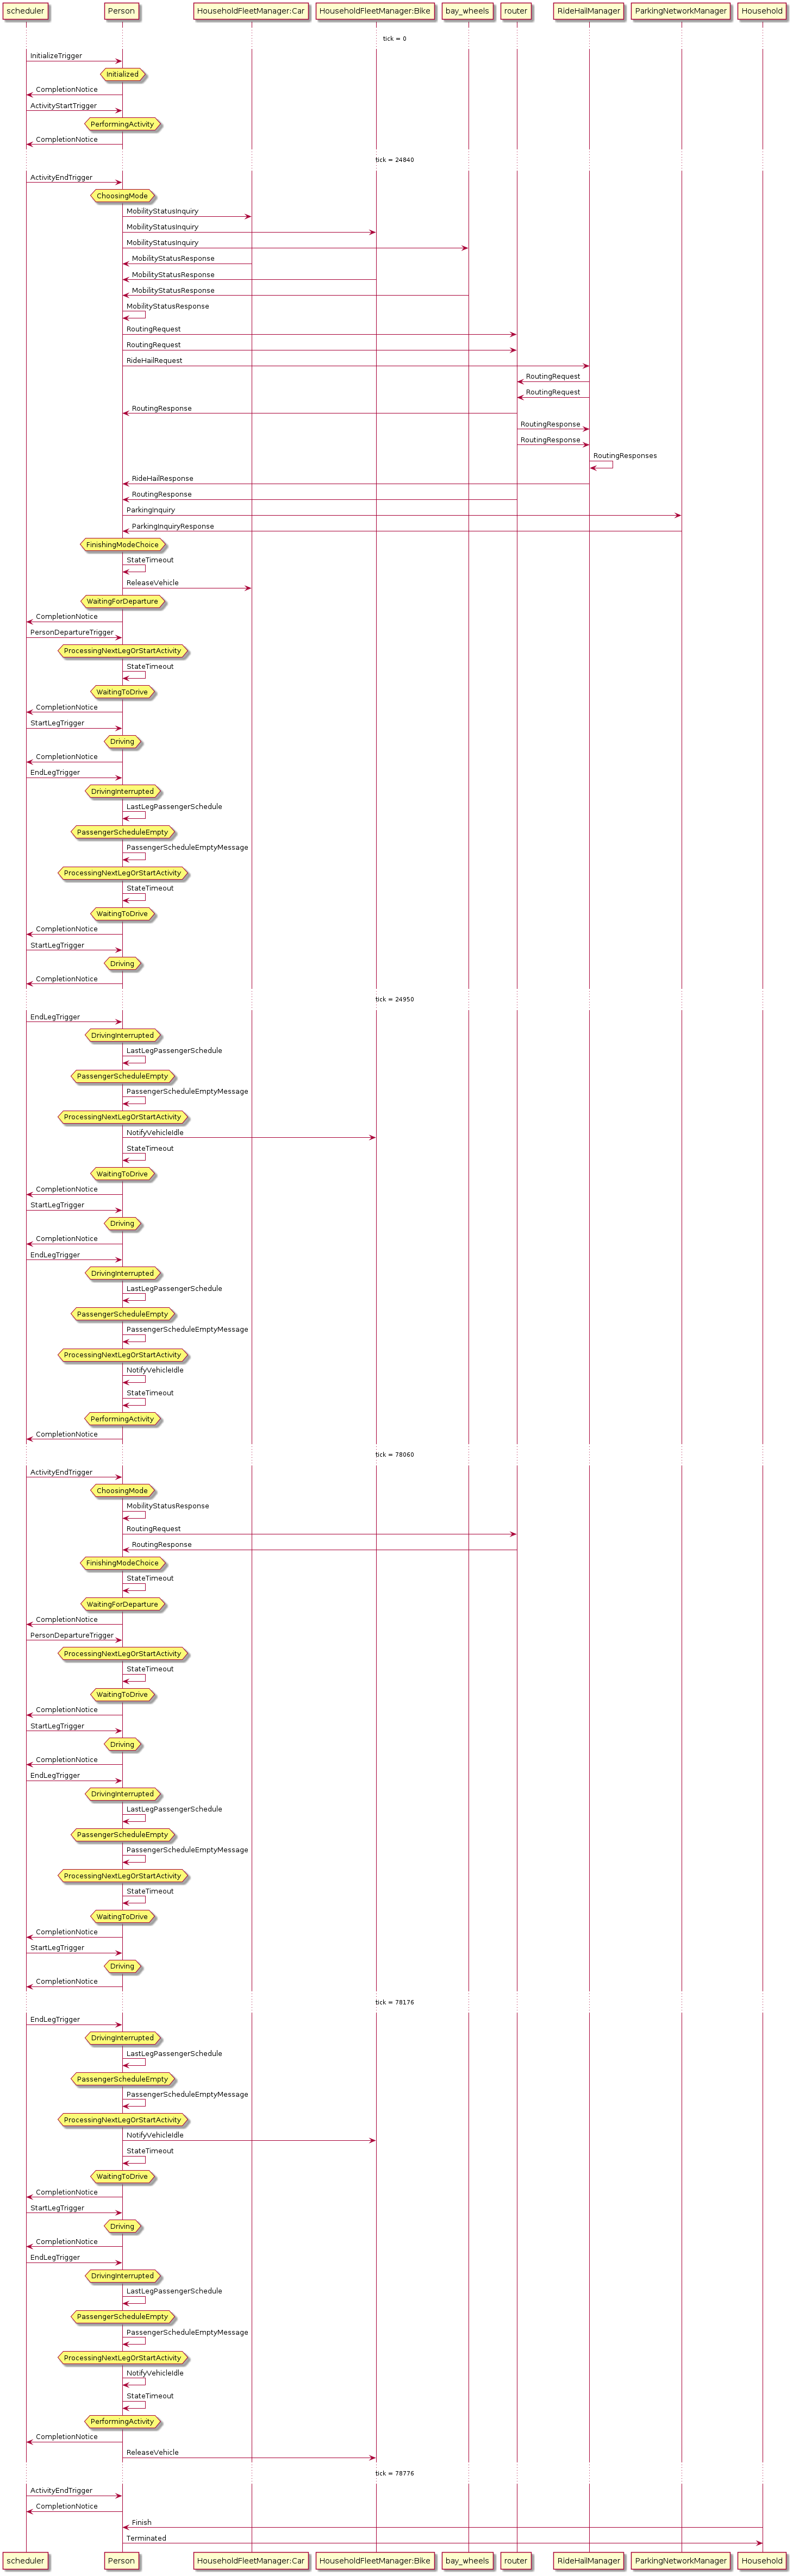 scheduler
Person
HouseholdFleetManager:Car
HouseholdFleetManager:Bike
bay_wheels
router
RideHailManager
ParkingNetworkManager
Household
tick = 0
InitializeTrigger
Initialized
CompletionNotice
ActivityStartTrigger
PerformingActivity
CompletionNotice
tick = 24840
ActivityEndTrigger
ChoosingMode
MobilityStatusInquiry
MobilityStatusInquiry
MobilityStatusInquiry
MobilityStatusResponse
MobilityStatusResponse
MobilityStatusResponse
MobilityStatusResponse
RoutingRequest
RoutingRequest
RideHailRequest
RoutingRequest
RoutingRequest
RoutingResponse
RoutingResponse
RoutingResponse
RoutingResponses
RideHailResponse
RoutingResponse
ParkingInquiry
ParkingInquiryResponse
FinishingModeChoice
StateTimeout
ReleaseVehicle
WaitingForDeparture
CompletionNotice
PersonDepartureTrigger
ProcessingNextLegOrStartActivity
StateTimeout
WaitingToDrive
CompletionNotice
StartLegTrigger
Driving
CompletionNotice
EndLegTrigger
DrivingInterrupted
LastLegPassengerSchedule
PassengerScheduleEmpty
PassengerScheduleEmptyMessage
ProcessingNextLegOrStartActivity
StateTimeout
WaitingToDrive
CompletionNotice
StartLegTrigger
Driving
CompletionNotice
tick = 24950
EndLegTrigger
DrivingInterrupted
LastLegPassengerSchedule
PassengerScheduleEmpty
PassengerScheduleEmptyMessage
ProcessingNextLegOrStartActivity
NotifyVehicleIdle
StateTimeout
WaitingToDrive
CompletionNotice
StartLegTrigger
Driving
CompletionNotice
EndLegTrigger
DrivingInterrupted
LastLegPassengerSchedule
PassengerScheduleEmpty
PassengerScheduleEmptyMessage
ProcessingNextLegOrStartActivity
NotifyVehicleIdle
StateTimeout
PerformingActivity
CompletionNotice
tick = 78060
ActivityEndTrigger
ChoosingMode
MobilityStatusResponse
RoutingRequest
RoutingResponse
FinishingModeChoice
StateTimeout
WaitingForDeparture
CompletionNotice
PersonDepartureTrigger
ProcessingNextLegOrStartActivity
StateTimeout
WaitingToDrive
CompletionNotice
StartLegTrigger
Driving
CompletionNotice
EndLegTrigger
DrivingInterrupted
LastLegPassengerSchedule
PassengerScheduleEmpty
PassengerScheduleEmptyMessage
ProcessingNextLegOrStartActivity
StateTimeout
WaitingToDrive
CompletionNotice
StartLegTrigger
Driving
CompletionNotice
tick = 78176
EndLegTrigger
DrivingInterrupted
LastLegPassengerSchedule
PassengerScheduleEmpty
PassengerScheduleEmptyMessage
ProcessingNextLegOrStartActivity
NotifyVehicleIdle
StateTimeout
WaitingToDrive
CompletionNotice
StartLegTrigger
Driving
CompletionNotice
EndLegTrigger
DrivingInterrupted
LastLegPassengerSchedule
PassengerScheduleEmpty
PassengerScheduleEmptyMessage
ProcessingNextLegOrStartActivity
NotifyVehicleIdle
StateTimeout
PerformingActivity
CompletionNotice
ReleaseVehicle
tick = 78776
ActivityEndTrigger
CompletionNotice
Finish
Terminated
scheduler
Person
HouseholdFleetManager:Car
HouseholdFleetManager:Bike
bay_wheels
router
RideHailManager
ParkingNetworkManager
Household